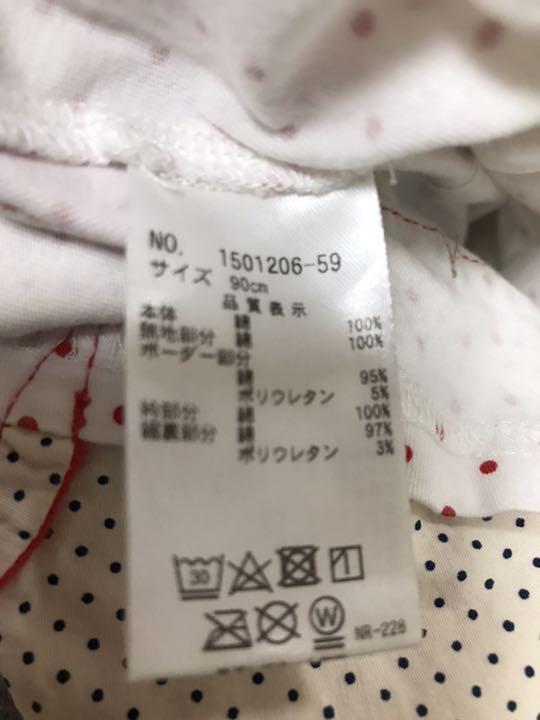 NO. 1501206-59
サイズ 90cm
品質表示
本体 綿 100%
無地部分 綿 100%
ボーダー部分
綿 95%
ポリウレタン 5%
衿部分 綿 100%
綿裏部分 綿 97%
ポリウレタン 3%
30
W
NR-228